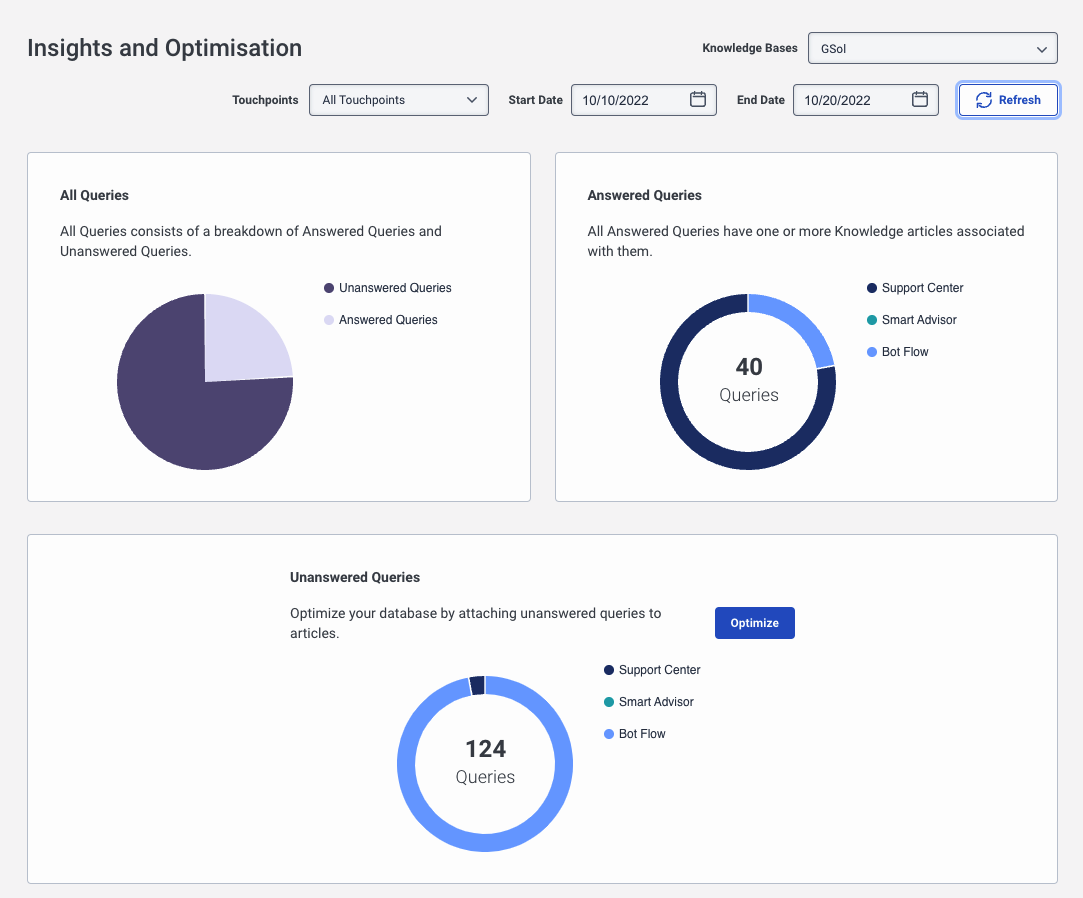 Insights and Optimisation
Knowledge Bases
GSol
Touchpoints
All Touchpoints
Start Date
10/10/2022
End Date
10/20/2022
Refresh
All Queries
All Queries consists of a breakdown of Answered Queries and
Unanswered Queries.
Unanswered Queries
Answered Queries
Answered Queries
All Answered Queries have one or more Knowledge articles associated
with them.
Support Center
Smart Advisor
Bot Flow
40
Queries
Unanswered Queries
Optimize your database by attaching unanswered queries to
articles.
Optimize
Support Center
Smart Advisor
Bot Flow
124
Queries